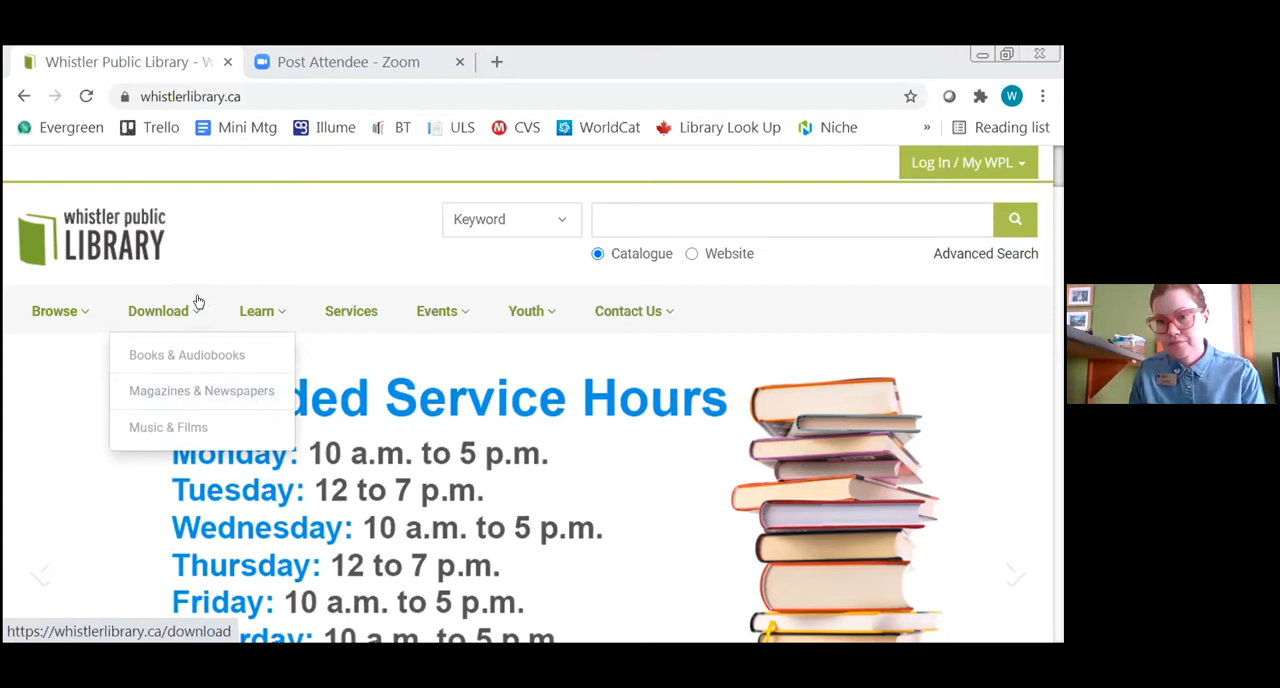 Whistler Public Library - W
Post Attendee - Zoom
whistlerlibrary.ca
W
Evergreen Trello Mini Mtg Illume BT ULS CVS WorldCat Library Look Up Niche » Reading list
Log In / My WPL
whistler public
LIBRARY
Keyword
Catalogue Website Advanced Search
Browse Download Learn Services Events Youth Contact Us
Books & Audiobooks
Magazines & Newspapers
Music & Films
ded Service Hours
Monday: 10 a.m. to 5 p.m.
Tuesday: 12 to 7 p.m.
Wednesday: 10 a.m. to 5 p.m.
Thursday: 12 to 7 p.m.
Friday: 10 a.m. to 5 p.m.
urday: 10 a.m. to 5 p.m.
https://whistlerlibrary.ca/download